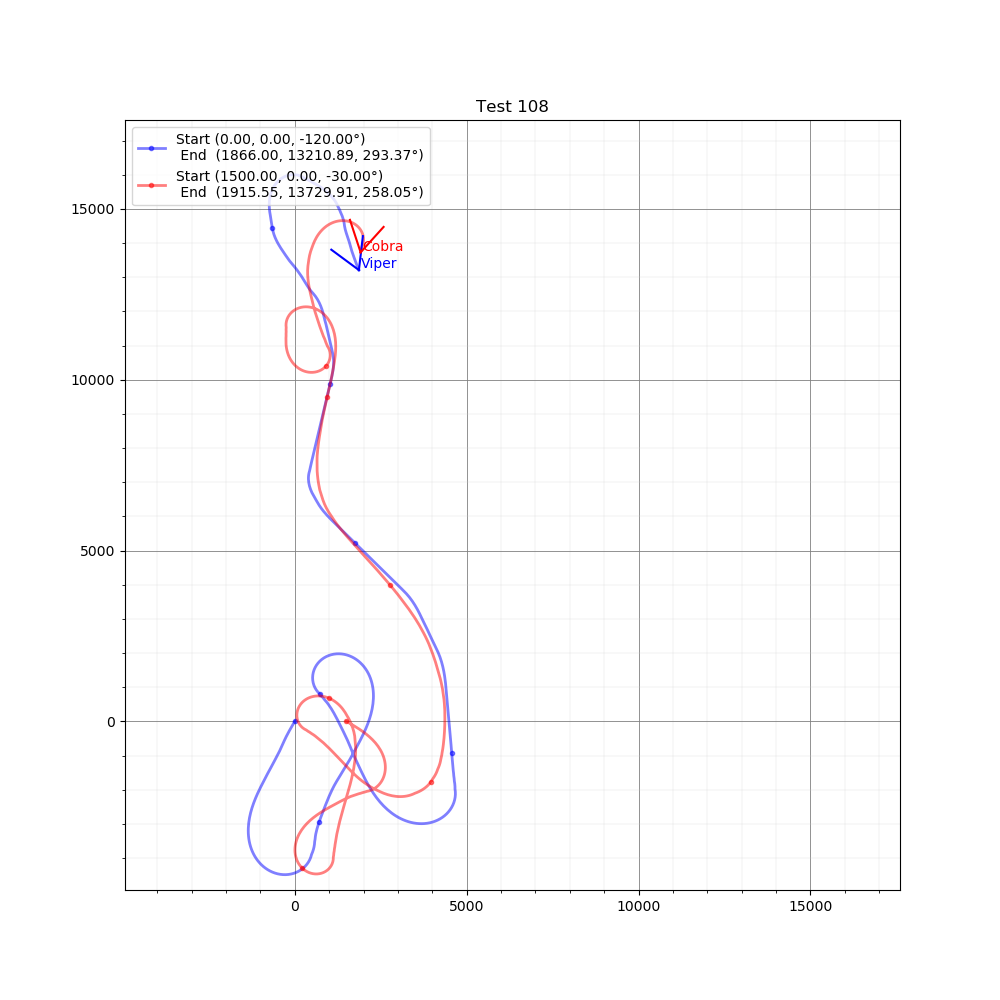 Test 108
Start (0.00, 0.00, -120.00°)
End  (1866.00, 13210.89, 293.37°)
Start (1500.00, 0.00, -30.00°)
End  (1915.55, 13729.91, 258.05°)
15000
Cobra
Viper
10000
5000
0
0
5000
10000
15000